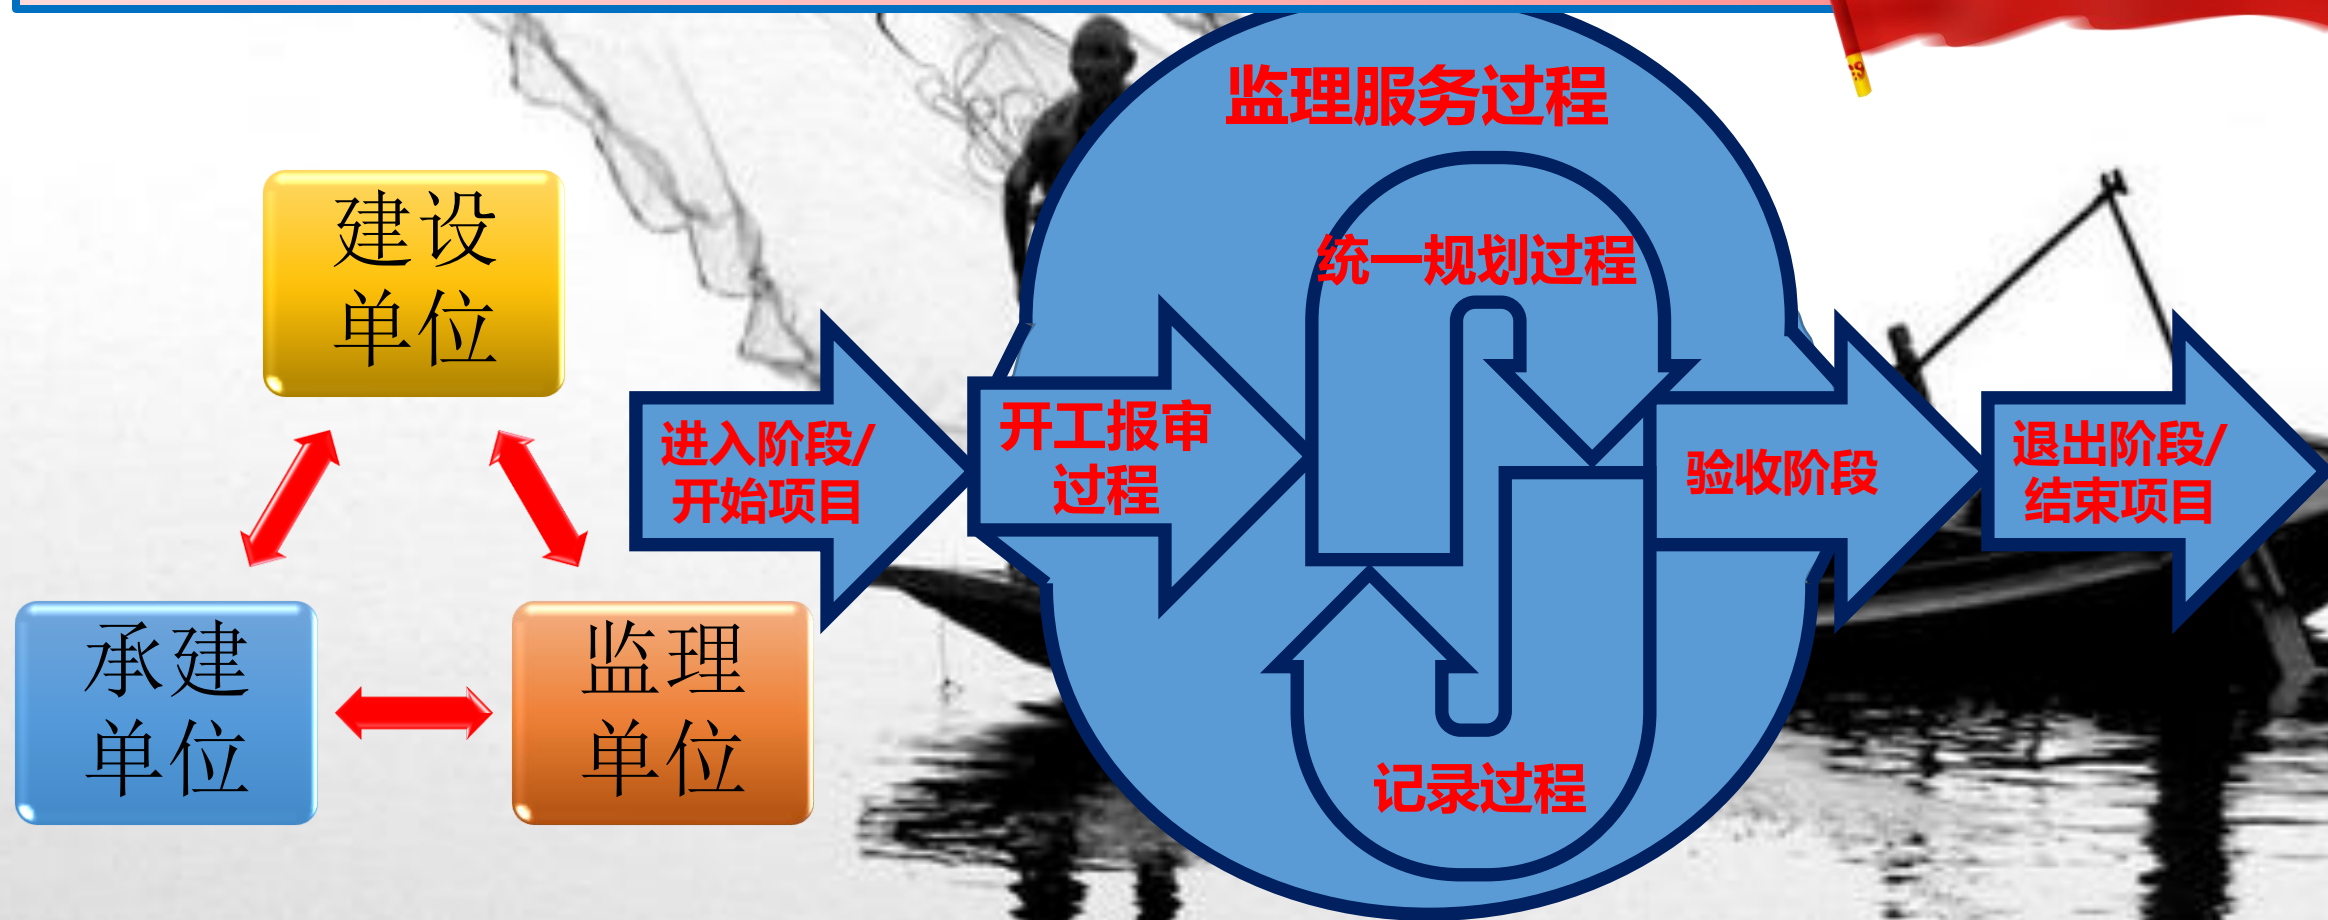 监理服务过程
建设
单位
统一规划过程
进入阶段/
开始项目
开工报审
过程
验收阶段
退出阶段/
结束项目
承建
单位
监理
单位
记录过程